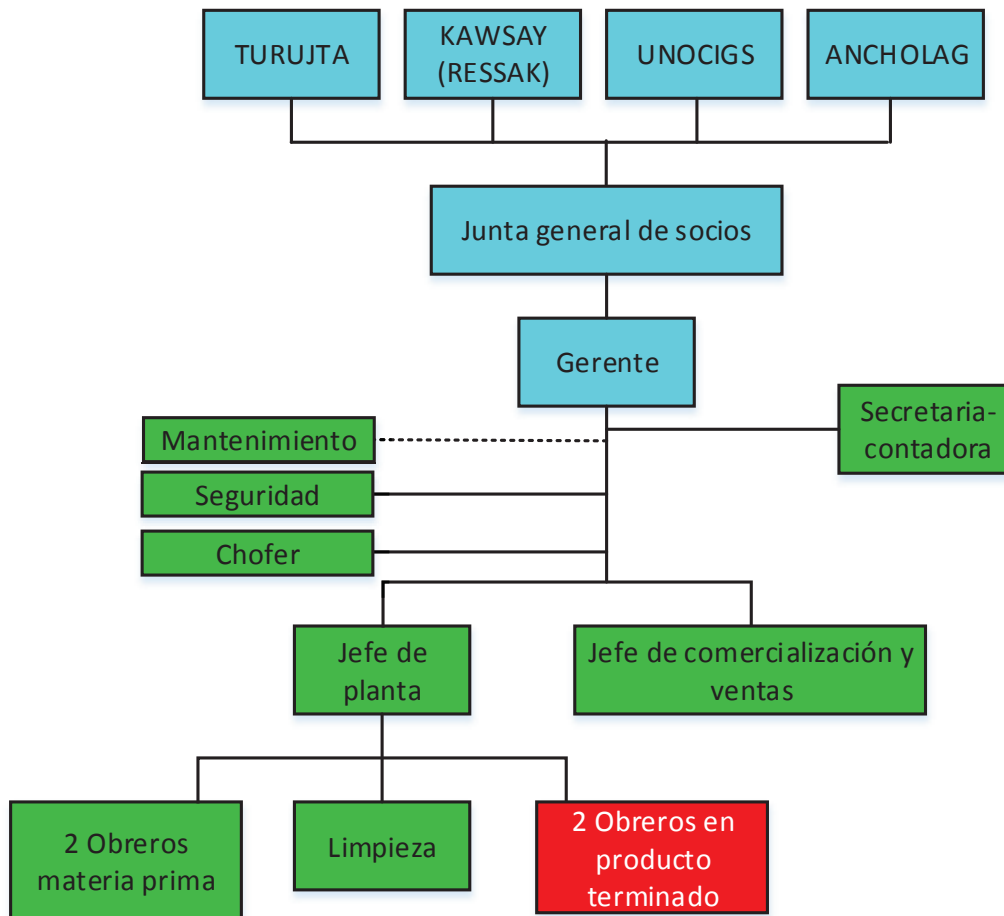 TURUJTA
KAWSAY
(RESSAK)
UNOCIGS
ANCHOLAG
Junta general de socios
Gerente
Secretaria-
contadora
Mantenimiento
Seguridad
Chofer
Jefe de
planta
Jefe de comercialización y
ventas
2 Obreros
materia prima
Limpieza
2 Obreros en
producto
terminado